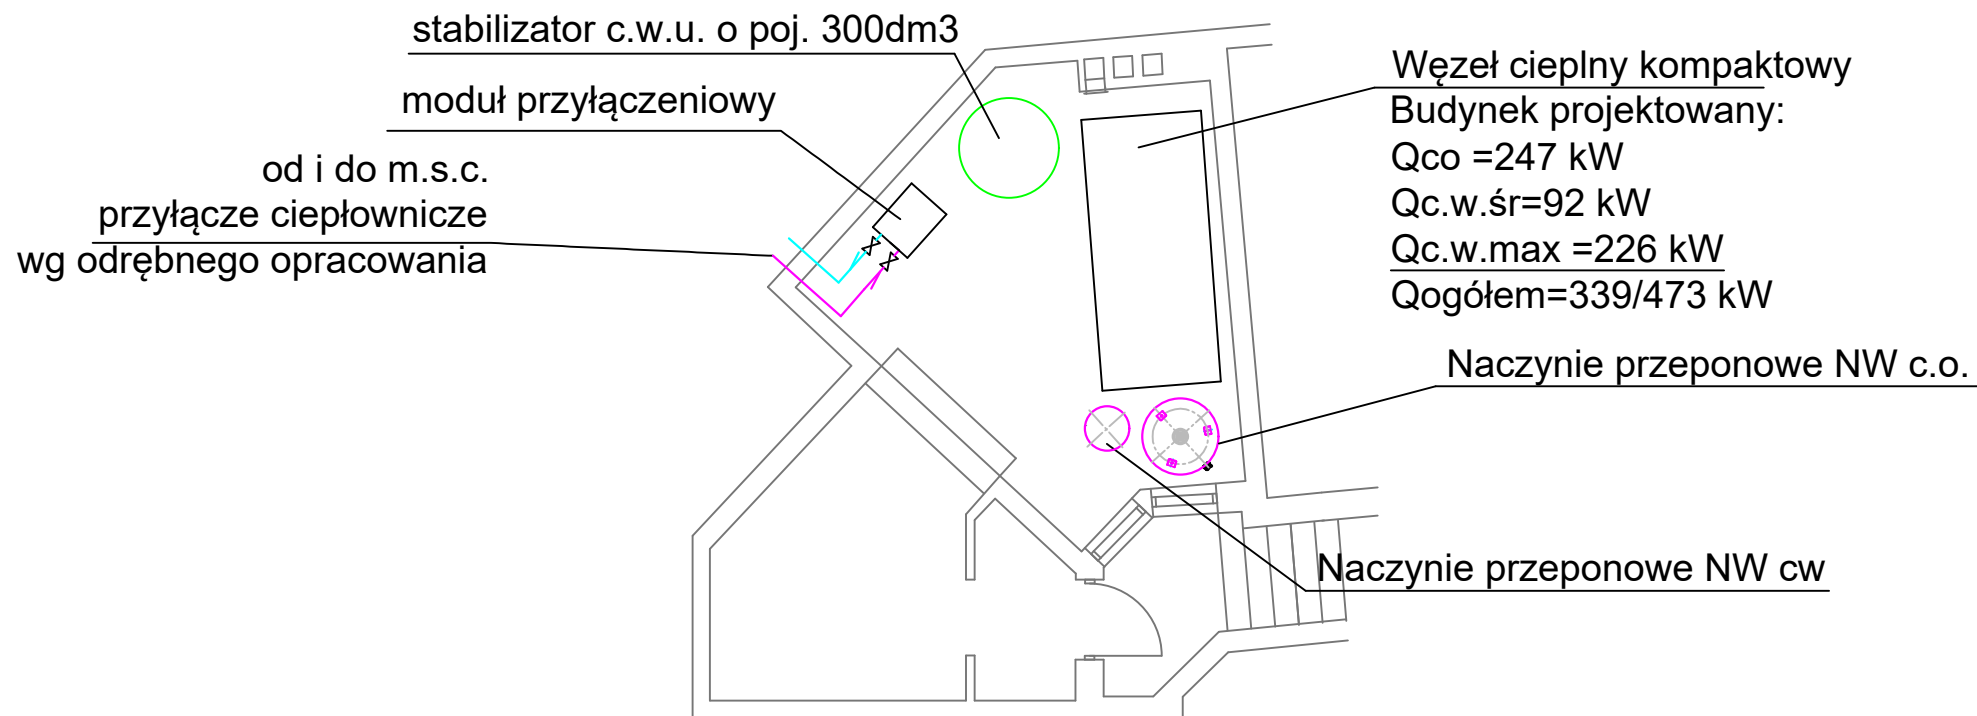 stabilizator c.w.u. o poj. 300dm3
moduł przyłączeniowy
od i do m.s.c.
przyłącze ciepłownicze
wg odrębnego opracowania
Węzeł cieplny kompaktowy
Budynek projektowany:
Qco =247 kW
Qc.w.śr=92 kW
Qc.w.max =226 kW
Qogółem=339/473 kW
Naczynie przeponowe NW c.o.
Naczynie przeponowe NW cw